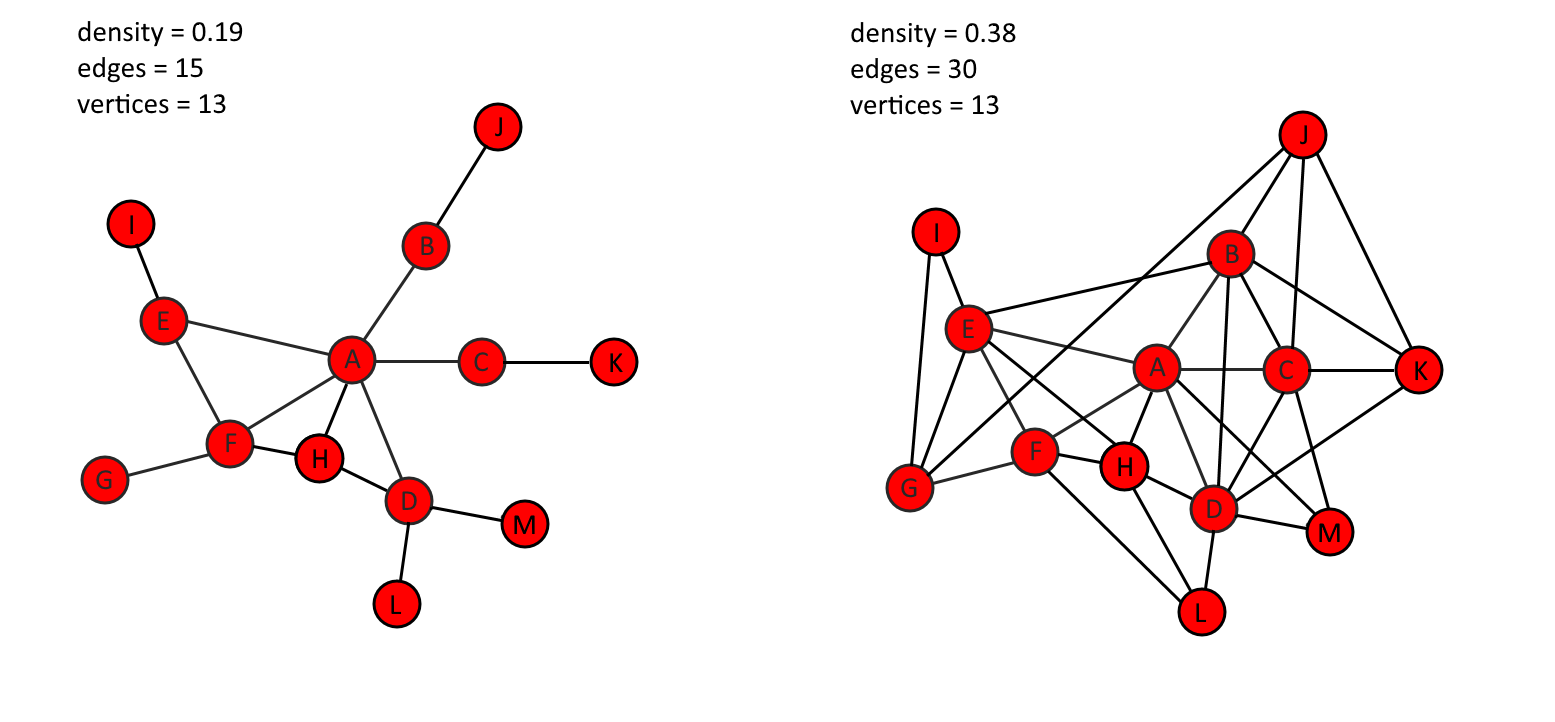 density = 0.19
edges = 15
vertices = 13
J
I
B
E
A
C
K
F
H
G
D
M
L
density = 0.38
edges = 30
vertices = 13
J
I
B
E
A
C
K
F
H
G
D
M
L